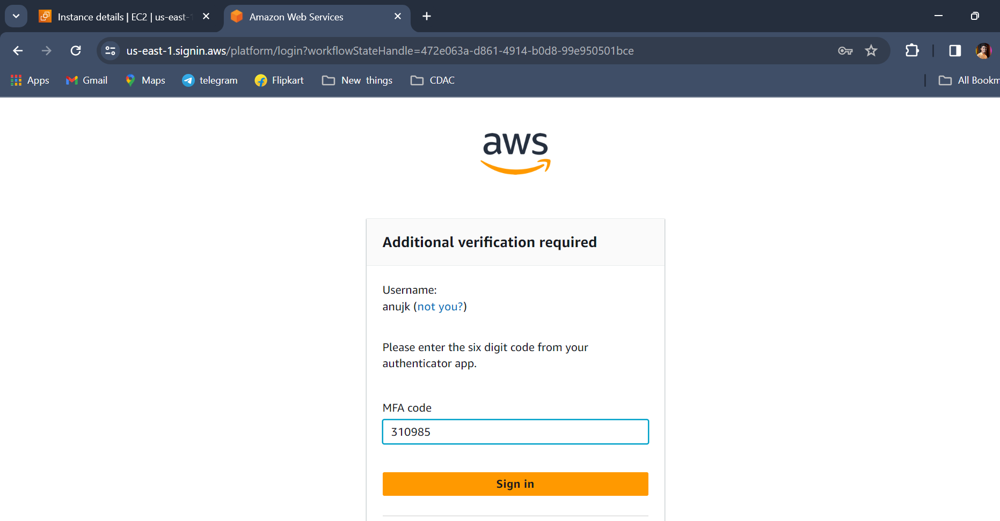 Instance details | EC2 | us-east-1
Amazon Web Services
us-east-1.signin.aws/platform/login?workflowStateHandle=472e063a-d861-4914-b0d8-99e950501bce
Apps
Gmail
Maps
telegram
Flipkart
New things
CDAC
All Bookm
aws
Additional verification required
Username:
anujk (not you?)
Please enter the six digit code from your
authenticator app.
MFA code
310985
Sign in